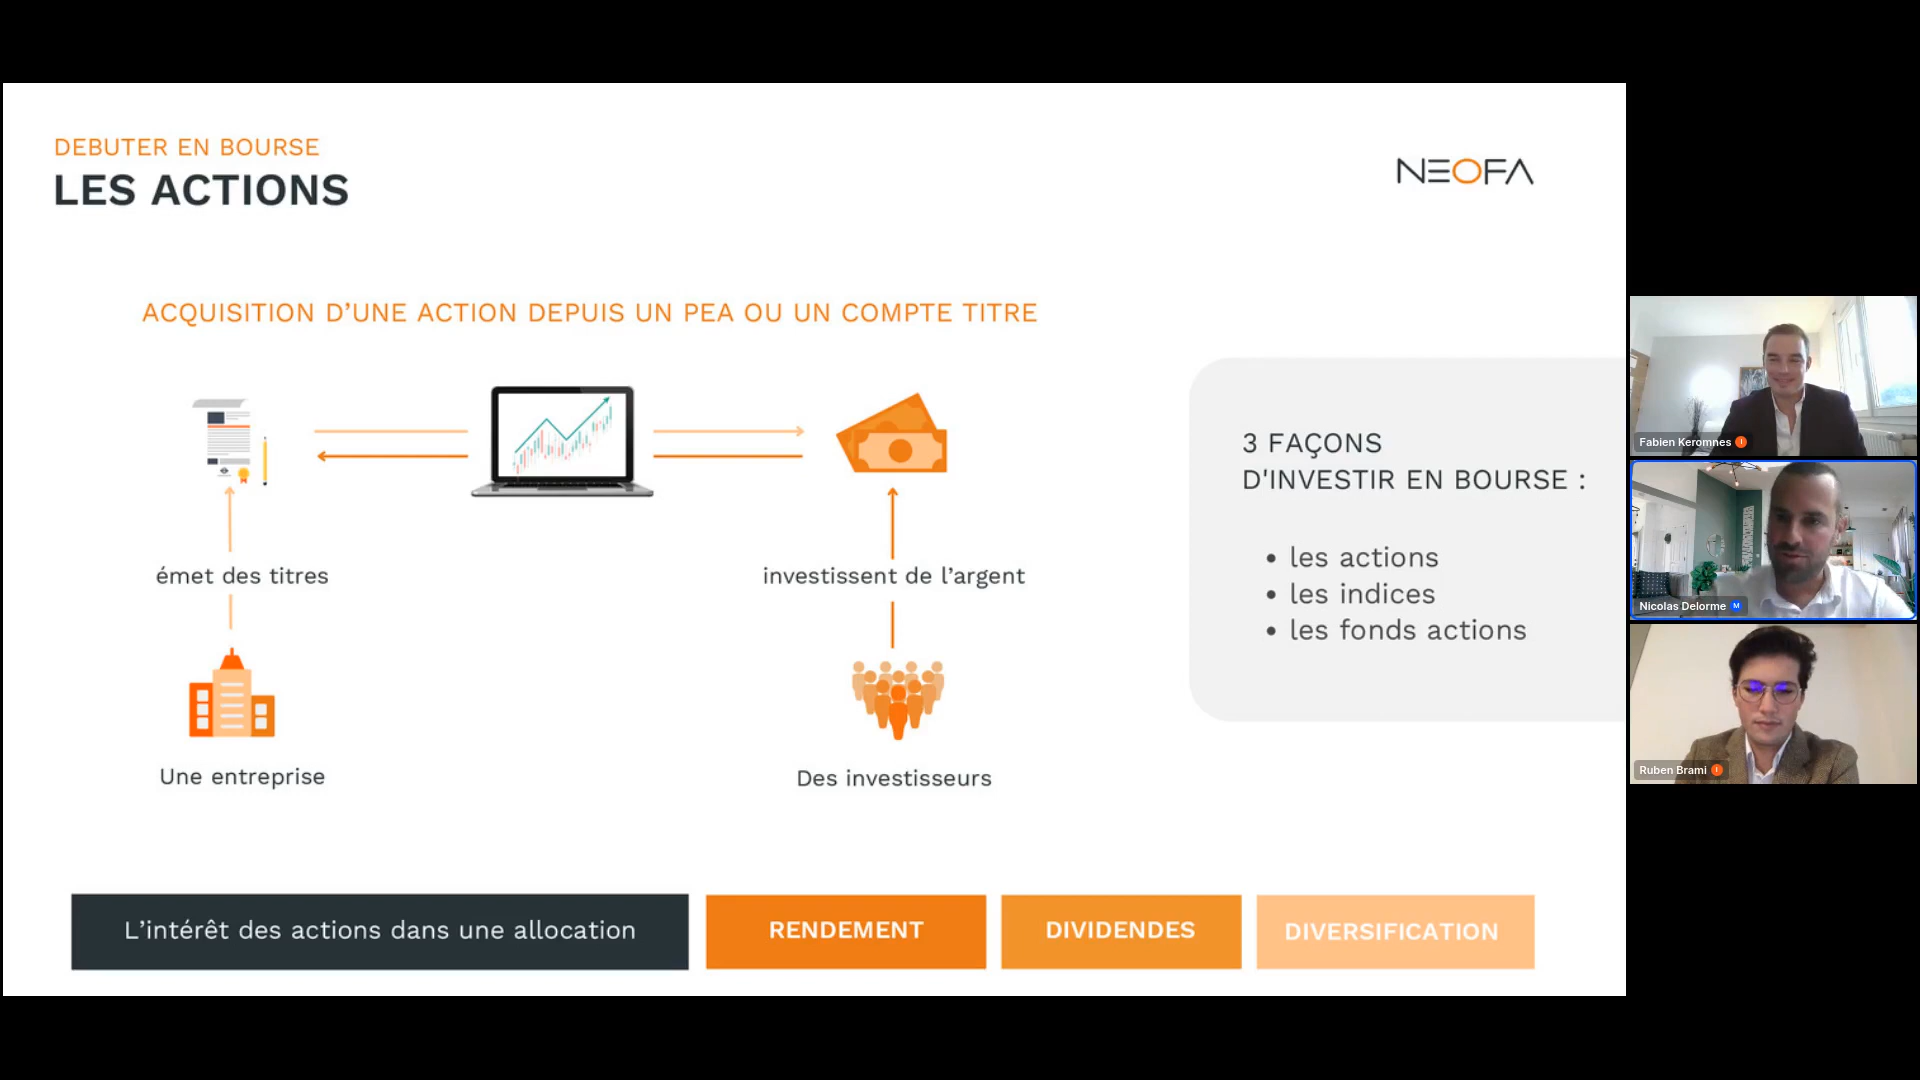 DEBUTER EN BOURSE
LES ACTIONS
NEOFA
ACQUISITION D’UNE ACTION DEPUIS UN PEA OU UN COMPTE TITRE
émet des titres
investissent de l’argent
Une entreprise
Des investisseurs
3 FAÇONS
D'INVESTIR EN BOURSE :
• les actions
• les indices
• les fonds actions
L’intérêt des actions dans une allocation
RENDEMENT
DIVIDENDES
DIVERSIFICATION
Fabien Keromnes
Nicolas Delorme M
Ruben Brami